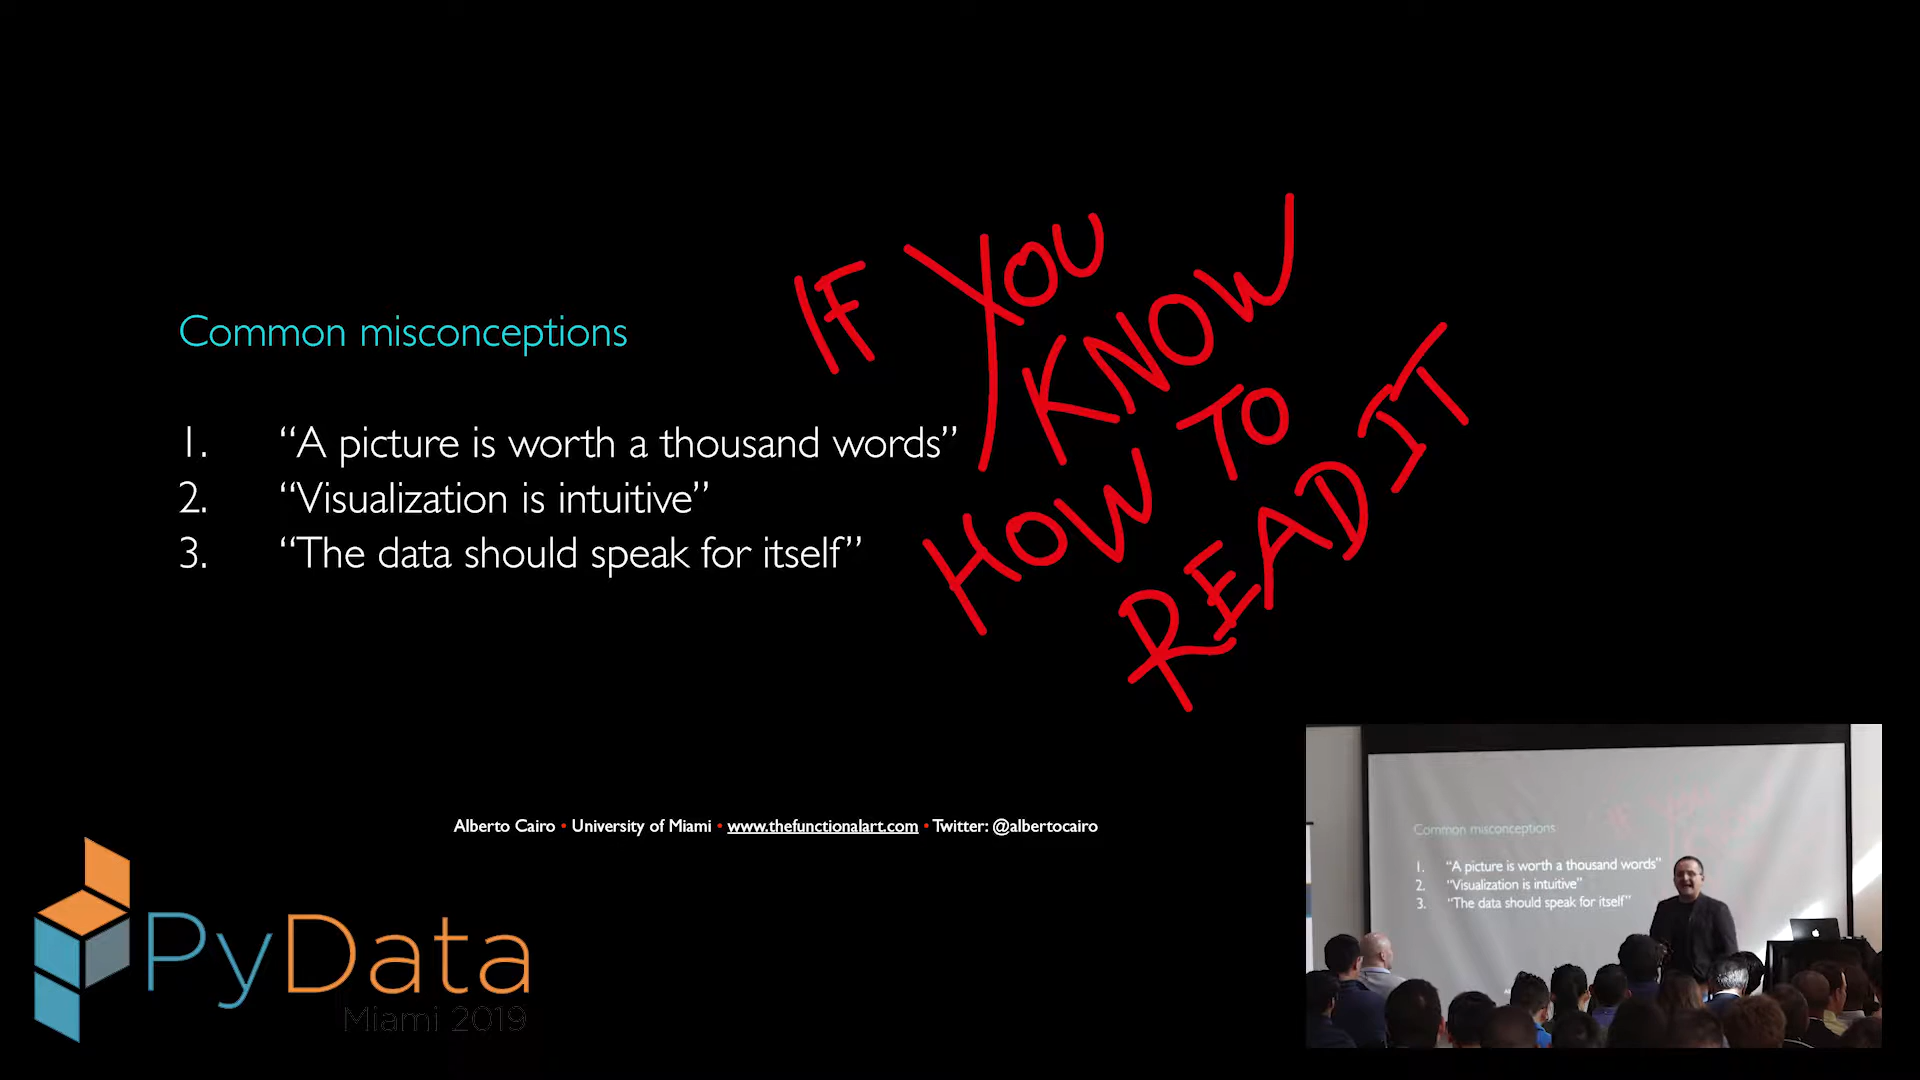 Common misconceptions
1. “A picture is worth a thousand words”
2. “Visualization is intuitive”
3. “The data should speak for itself”
IF YOU
KNOW
HOW TO
READ IT
Alberto Cairo • University of Miami • www.thefunctionalart.com • Twitter: @albertocairo
PyData
Miami 2019
Common misconceptions
1. “A picture is worth a thousand words”
2. “Visualization is intuitive”
3. “The data should speak for itself”